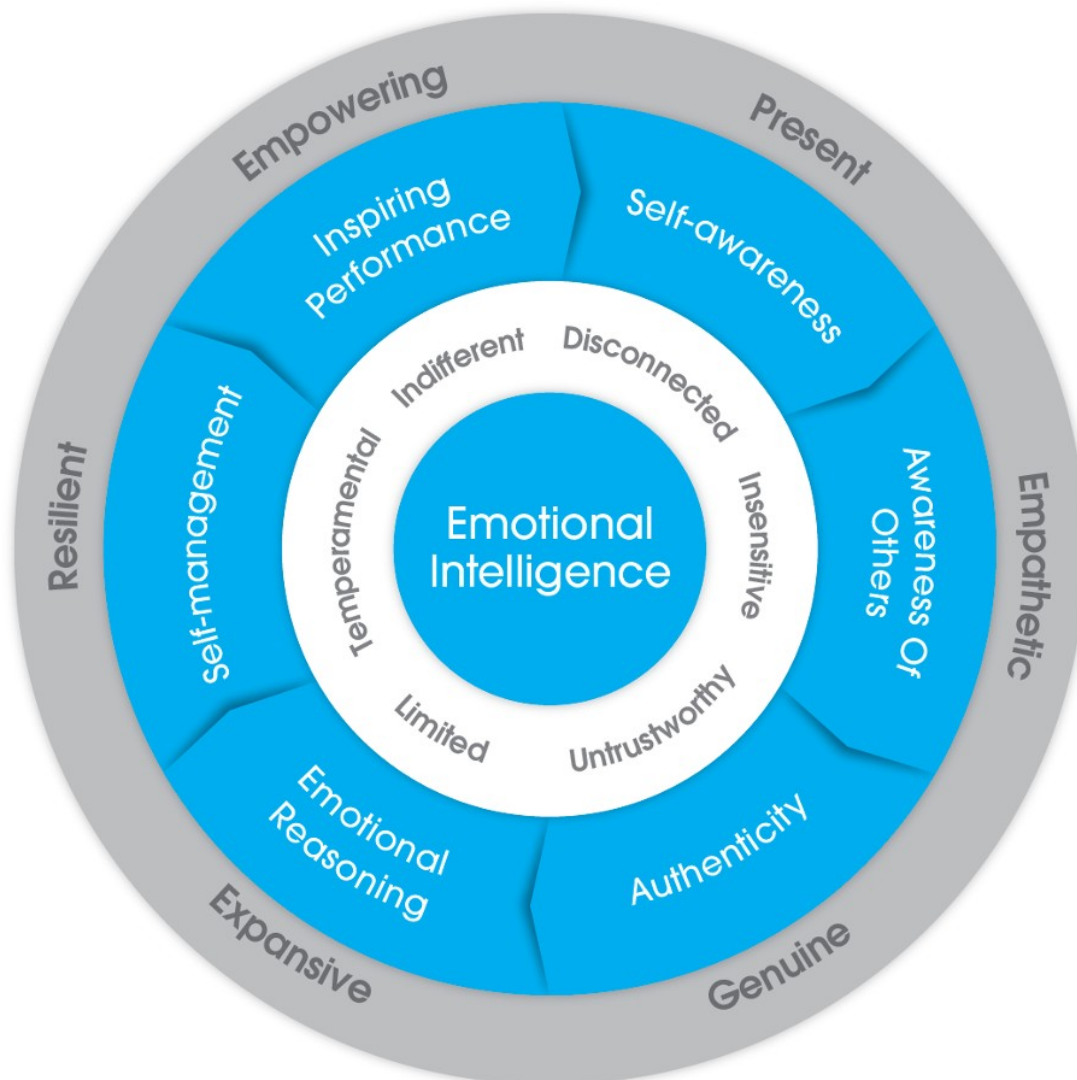 Empowering
Present
Empathetic
Genuine
Expansive
Resilient
Inspiring
Performance
Self-awareness
Awareness Of
Others
Authenticity
Emotional
Reasoning
Self-management
Indifferent
Disconnected
Insensitive
Untrustworthy
Limited
Temperamental
Emotional
Intelligence